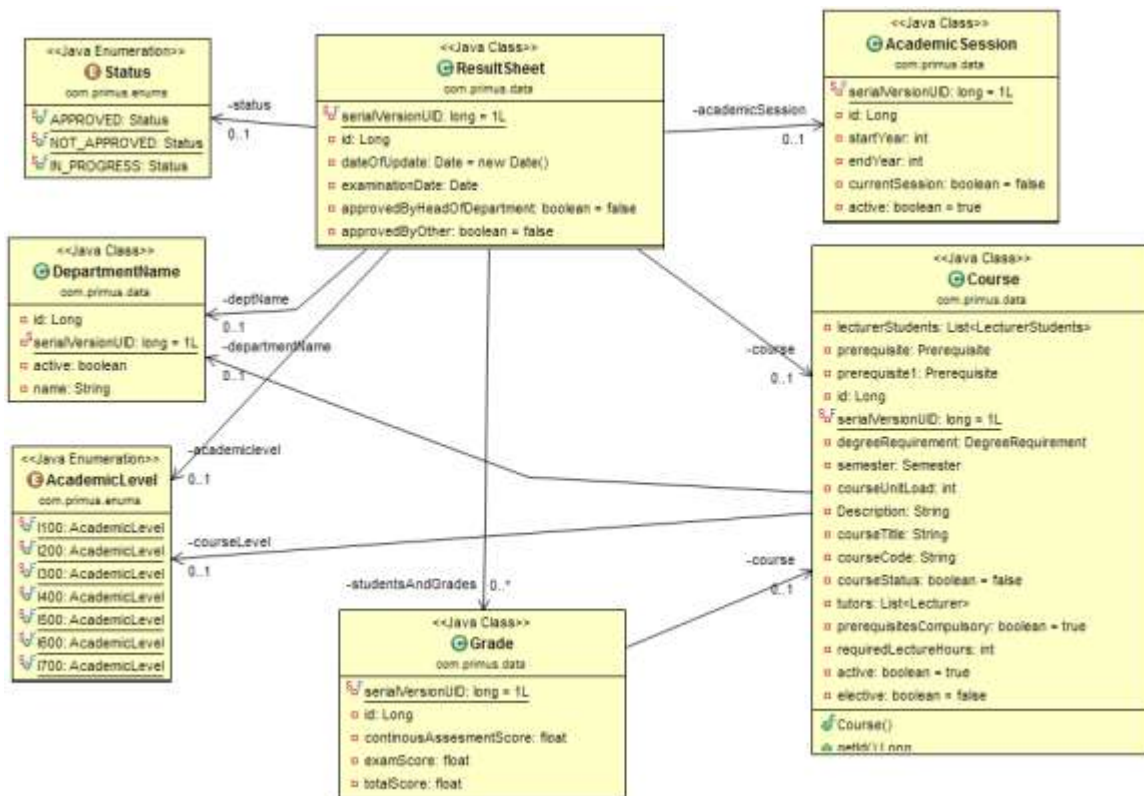 <<Java Enumeration>>
Status
com.primus.enums
APPROVED: Status
NOT_APPROVED: Status
IN_PROGRESS: Status
-status
0..1
<<Java Class>>
ResultSheet
com.primus.data
serialVersionUID: long = 1L
id: Long
dateOfUpdate: Date = new Date()
examinationDate: Date
approvedByHeadOfDepartment: boolean = false
approvedByOther: boolean = false
-academicSession
0..1
<<Java Class>>
AcademicSession
com.primus.data
serialVersionUID: long = 1L
id: Long
startYear: int
endYear: int
currentSession: boolean = false
active: boolean = true
<<Java Class>>
DepartmentName
com.primus.data
id: Long
serialVersionUID: long = 1L
active: boolean
name: String
-deptName
0..1
-departmentName
0..1
-course
0..1
<<Java Class>>
Course
com.primus.data
lecturerStudents: List<LecturerStudents>
prerequisite: Prerequisite
prerequisite1: Prerequisite
id: Long
serialVersionUID: long = 1L
degreeRequirement: DegreeRequirement
semester: Semester
courseUnitLoad: int
Description: String
courseTitle: String
courseCode: String
courseStatus: boolean = false
tutors: List<Lecturer>
prerequisitesCompulsory: boolean = true
requiredLectureHours: int
active: boolean = true
elective: boolean = false
Course()
getId() Long
<<Java Enumeration>>
AcademicLevel
com.primus.enums
l100: AcademicLevel
l200: AcademicLevel
l300: AcademicLevel
l400: AcademicLevel
l500: AcademicLevel
l600: AcademicLevel
l700: AcademicLevel
-academiclevel
0..1
-courseLevel
0..1
-studentsAndGrades
0..*
-course
0..1
<<Java Class>>
Grade
com.primus.data
serialVersionUID: long = 1L
id: Long
continousAssesmentScore: float
examScore: float
totalScore: float